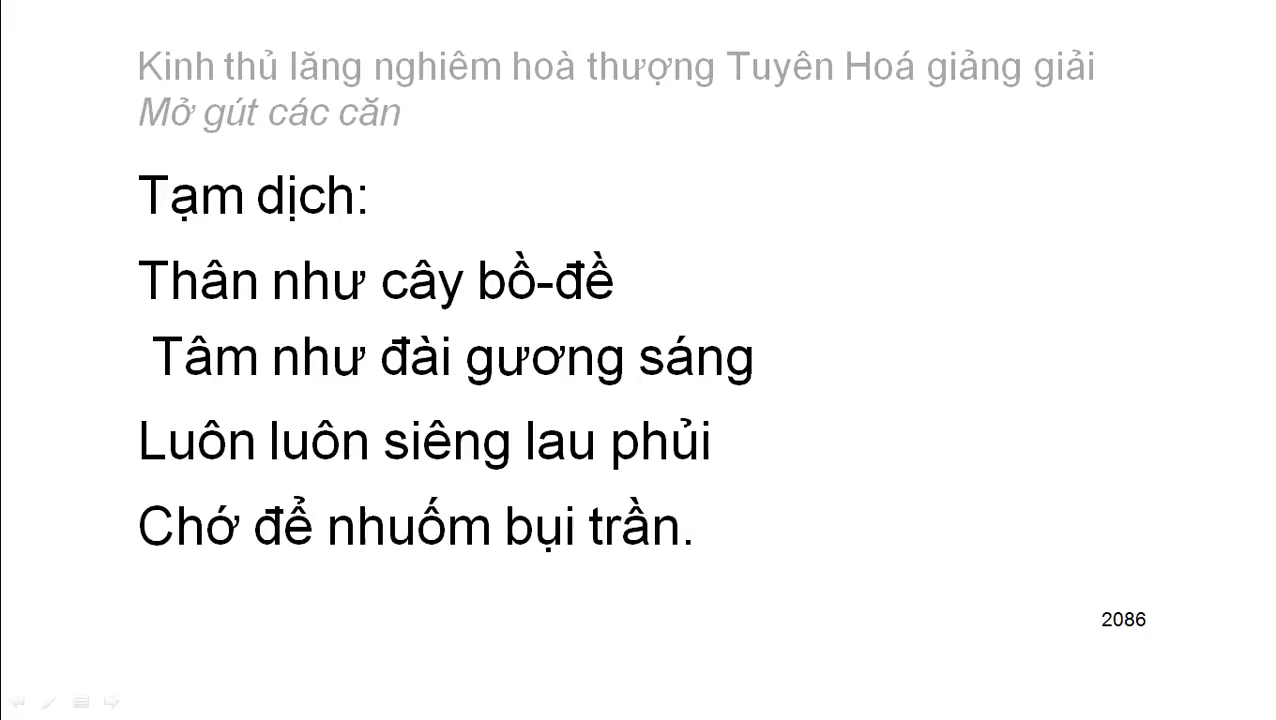 Kinh thủ lăng nghiêm hoà thượng Tuyên Hoá giảng giải
Mở gút các căn
Tạm dịch:
Thân như cây bồ-đề
Tâm như đài gương sáng
Luôn luôn siêng lau phủi
Chớ để nhuốm bụi trần.
2086